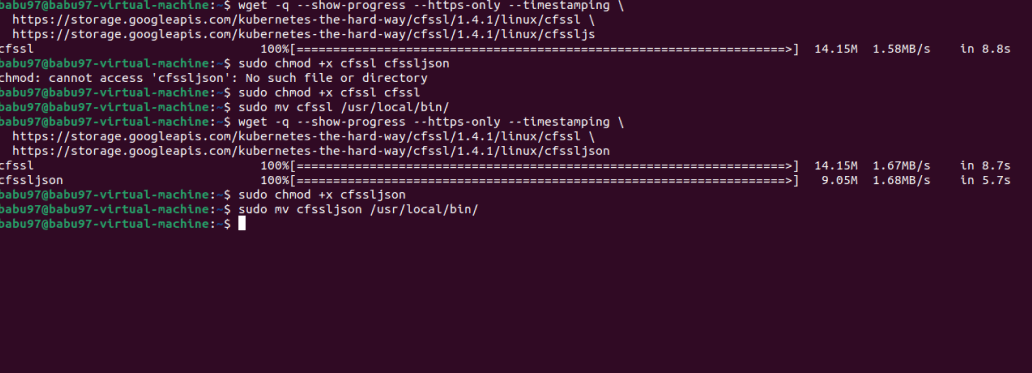 babu97@babu97-virtual-machine:~$ wget -q --show-progress --https-only --timestamping \
  https://storage.googleapis.com/kubernetes-the-hard-way/cfssl/1.4.1/linux/cfssl \
  https://storage.googleapis.com/kubernetes-the-hard-way/cfssl/1.4.1/linux/cfssljs
cfssl 100%[===================================================================>] 14.15M 1.58MB/s in 8.8s
babu97@babu97-virtual-machine:~$ sudo chmod +x cfssl cfssljson
chmod: cannot access 'cfssljson': No such file or directory
babu97@babu97-virtual-machine:~$ sudo chmod +x cfssl cfssl
babu97@babu97-virtual-machine:~$ sudo mv cfssl /usr/local/bin/
babu97@babu97-virtual-machine:~$ wget -q --show-progress --https-only --timestamping \
  https://storage.googleapis.com/kubernetes-the-hard-way/cfssl/1.4.1/linux/cfssl \
  https://storage.googleapis.com/kubernetes-the-hard-way/cfssl/1.4.1/linux/cfssljson
cfssl 100%[===================================================================>] 14.15M 1.67MB/s in 8.7s
cfssljson 100%[===================================================================>] 9.05M 1.68MB/s in 5.7s
babu97@babu97-virtual-machine:~$ sudo chmod +x cfssljson
babu97@babu97-virtual-machine:~$ sudo mv cfssljson /usr/local/bin/
babu97@babu97-virtual-machine:~$